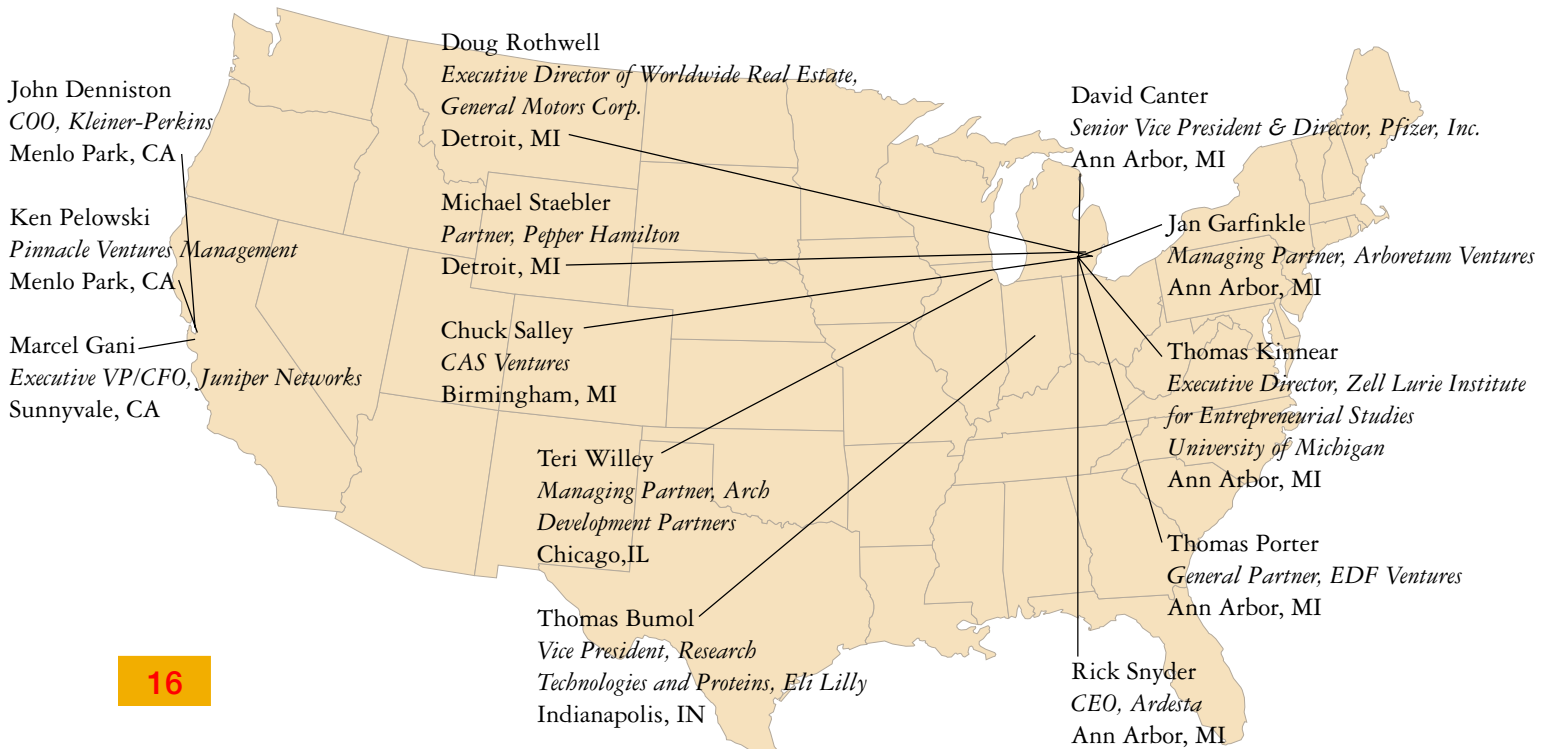 John Denniston
COO, Kleiner-Perkins
Menlo Park, CA
Ken Pelowski
Pinnacle Ventures Management
Menlo Park, CA
Marcel Gani
Executive VP/CFO, Juniper Networks
Sunnyvale, CA
Doug Rothwell
Executive Director of Worldwide Real Estate,
General Motors Corp.
Detroit, MI
Michael Staebler
Partner, Pepper Hamilton
Detroit, MI
Chuck Salley
CAS Ventures
Birmingham, MI
Teri Willey
Managing Partner, Arch
Development Partners
Chicago,IL
Thomas Bumol
Vice President, Research
Technologies and Proteins, Eli Lilly
Indianapolis, IN
David Canter
Senior Vice President & Director, Pfizer, Inc.
Ann Arbor, MI
Jan Garfinkle
Managing Partner, Arboretum Ventures
Ann Arbor, MI
Thomas Kinnear
Executive Director, Zell Lurie Institute
for Entrepreneurial Studies
University of Michigan
Ann Arbor, MI
Thomas Porter
General Partner, EDF Ventures
Ann Arbor, MI
Rick Snyder
CEO, Ardesta
Ann Arbor, MI
16